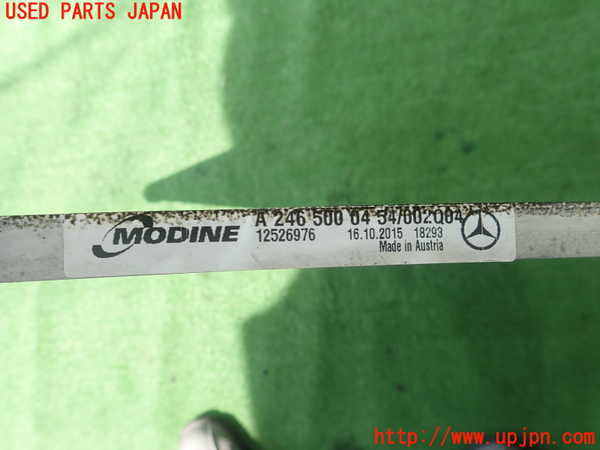 USED PARTS JAPAN
MODINE
A 246 500 04 54/002Q04
12526976 16.10.2015 18293
Made in Austria
http://www.upjpn.com